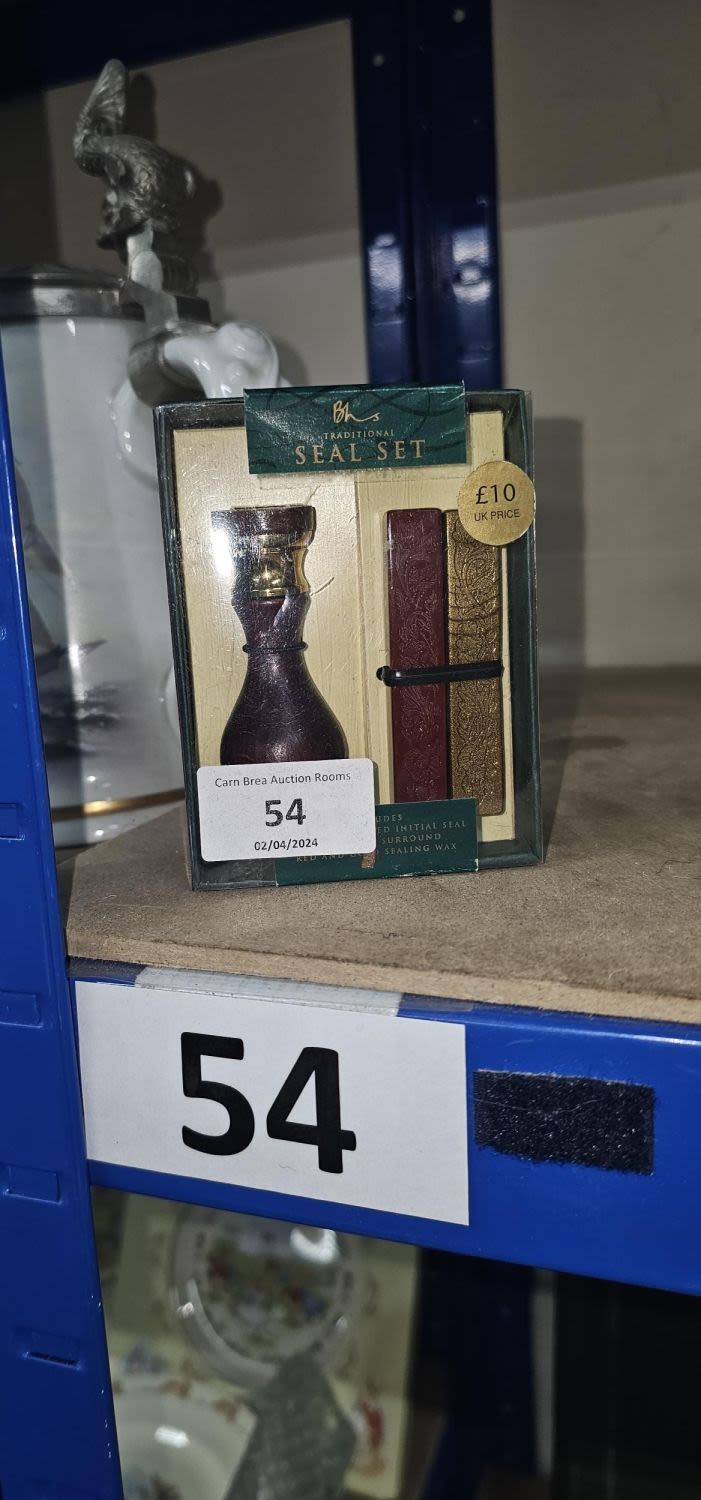 Bhs
TRADITIONAL
SEAL SET
£10
UK PRICE
Carn Brea Auction Rooms
54
02/04/2024
INITIAL SEAL
SURROUND
RED AND SEALING WAX
54